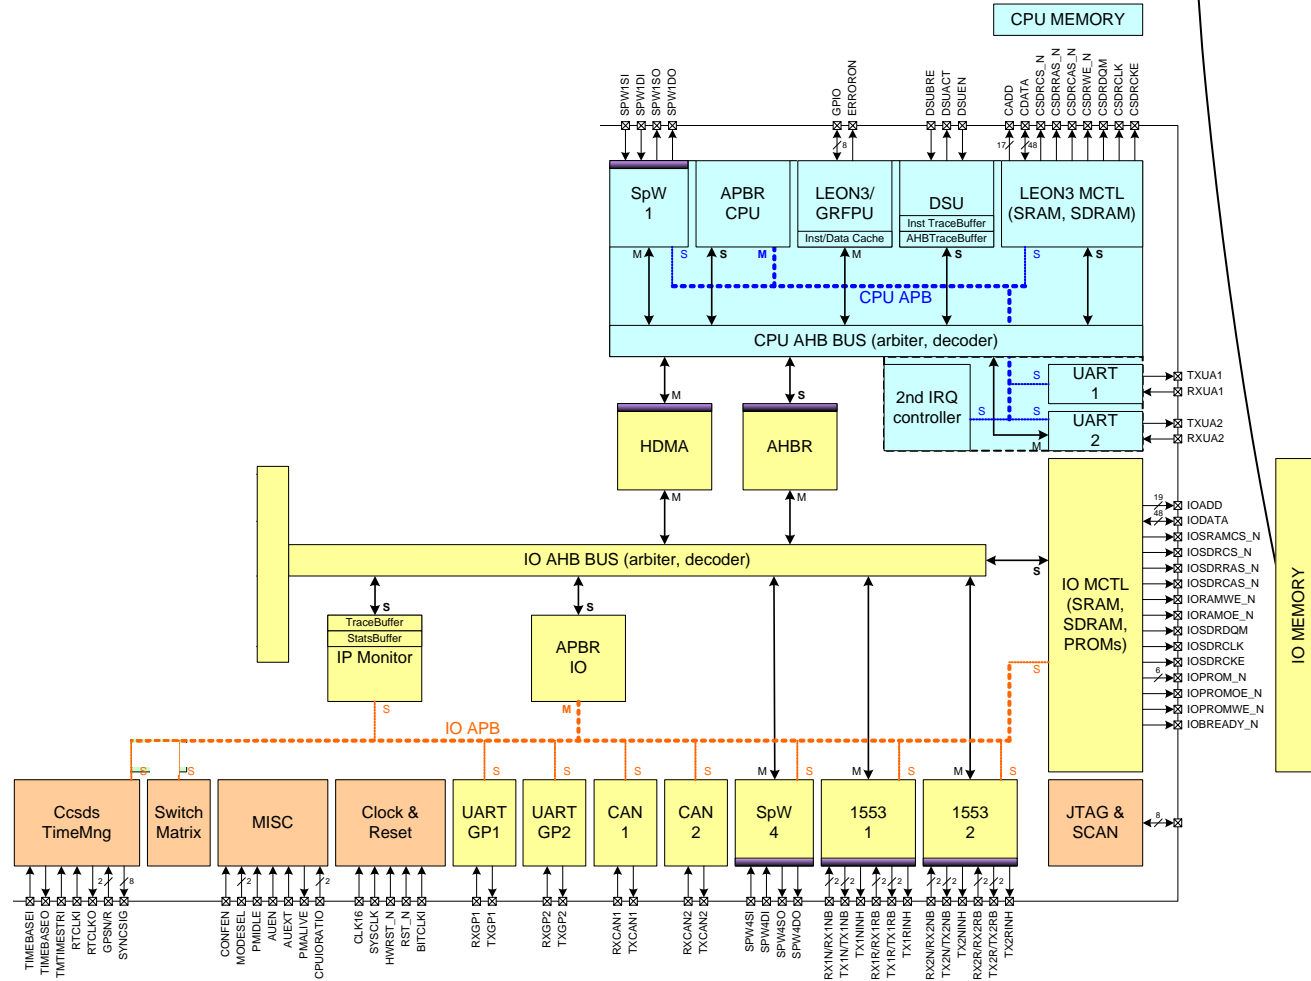 CPU MEMORY
SPW1SI
SPW1DI
SPW1SO
SPW1DO
GPIO
ERRORON
DSUBRE
DSUACT
DSUEN
CADD
CDATA
CSDRCS_N
CSDRRAS_N
CSDRCAS_N
CSDRWE_N
CSDRDQM
CSDRCLK
CSDRCKE
8
17
48
SpW
1
APBR
CPU
LEON3/
GRFPU
Inst/Data Cache
DSU
Inst TraceBuffer
AHBTraceBuffer
LEON3 MCTL
(SRAM, SDRAM)
M
S
S
M
M
S
S
S
CPU APB
CPU AHB BUS (arbiter, decoder)
M
S
2nd IRQ
controller
S
S
S
M
UART
1
UART
2
TXUA1
RXUA1
TXUA2
RXUA2
HDMA
AHBR
M
M
IO AHB BUS (arbiter, decoder)
S
S
S
TraceBuffer
StatsBuffer
IP Monitor
APBR
IO
IO MCTL
(SRAM,
SDRAM,
PROMs)
19
48
6
IOADD
IODATA
IOSRAMCS_N
IOSDRCS_N
IOSDRRAS_N
IOSDRCAS_N
IORAMWE_N
IORAMOE_N
IOSDRDQM
IOSDRCLK
IOSDRCKE
IOPROM_N
IOPROMOE_N
IOPROMWE_N
IOBREADY_N
IO MEMORY
S
M
S
IO APB
S
S
S
S
S
S
M
S
M
S
M
S
Ccsds
TimeMng
Switch
Matrix
MISC
Clock &
Reset
UART
GP1
UART
GP2
CAN
1
CAN
2
SpW
4
1553
1
1553
2
JTAG &
SCAN
8
2
8
2
2
2
2
2
2
2
2
2
2
TIMEBASEI
TIMEBASEO
TMTIMESTRI
RTCLKI
RTCLKO
GPSN/R
SYNCSIG
CONFEN
MODESEL
PMIDLE
AUEN
AUEXT
PMALIVE
CPUIORATIO
CLK16
SYSCLK
HWRST_N
RST_N
BITCLKI
RXGP1
TXGP1
RXGP2
TXGP2
RXCAN1
TXCAN1
RXCAN2
TXCAN2
SPW4SI
SPW4DI
SPW4SO
SPW4DO
RX1N/RX1NB
TX1N/TX1NB
TX1NINH
RX1R/RX1RB
TX1R/TX1RB
TX1RINH
RX2N/RX2NB
TX2N/TX2NB
TX2NINH
RX2R/RX2RB
TX2R/TX2RB
TX2RINH